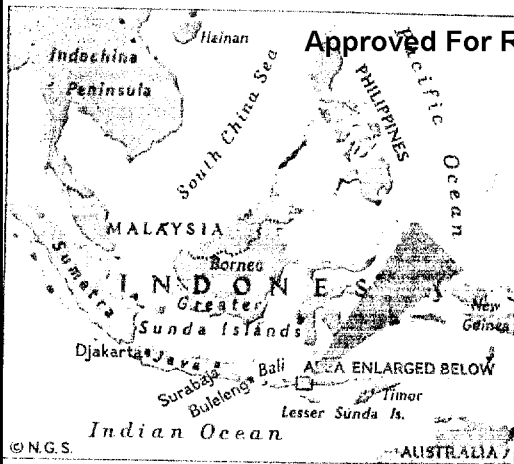 Approved For R
Hainan
Indochina
Peninsula
South China Sea
PHILIPPINES
Pacific Ocean
MALAYSIA
Borneo
Sumatra
INDONES
Greater
Sunda Islands
New
Guinea
Djakarta
Java
Surabaja
Buleleng
Bali
AREA ENLARGED BELOW
Timor
Lesser Sunda Is.
Indian Ocean
© N.G.S.
AUSTRALIA